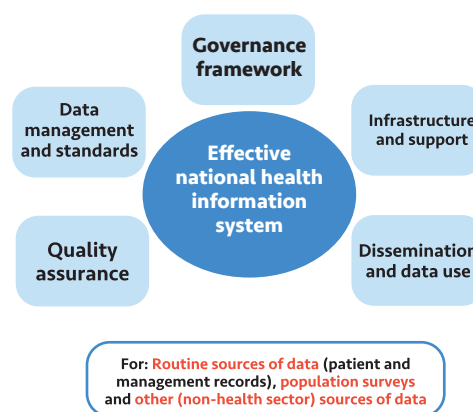 Governance
framework
Data
management
and standards
Infrastructure
and support
Effective
national health
information
system
Quality
assurance
Dissemination
and data use
For: Routine sources of data (patient and
management records), population surveys
and other (non-health sector) sources of data